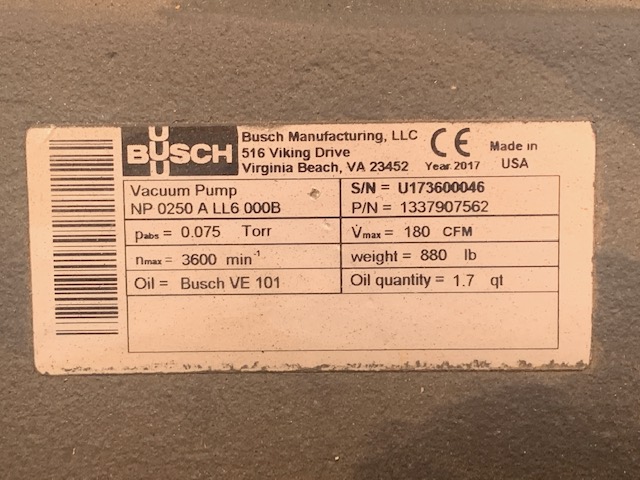 BUSCH
Busch Manufacturing, LLC
516 Viking Drive
Virginia Beach, VA 23452
CE
Year 2017
Made in
USA
Vacuum Pump
NP 0250 A LL6 000B
S/N = U173600046
P/N = 1337907562
pabs = 0.075 Torr
V̇max = 180 CFM
nmax = 3600 min⁻¹
weight = 880 lb
Oil = Busch VE 101
Oil quantity = 1.7 qt